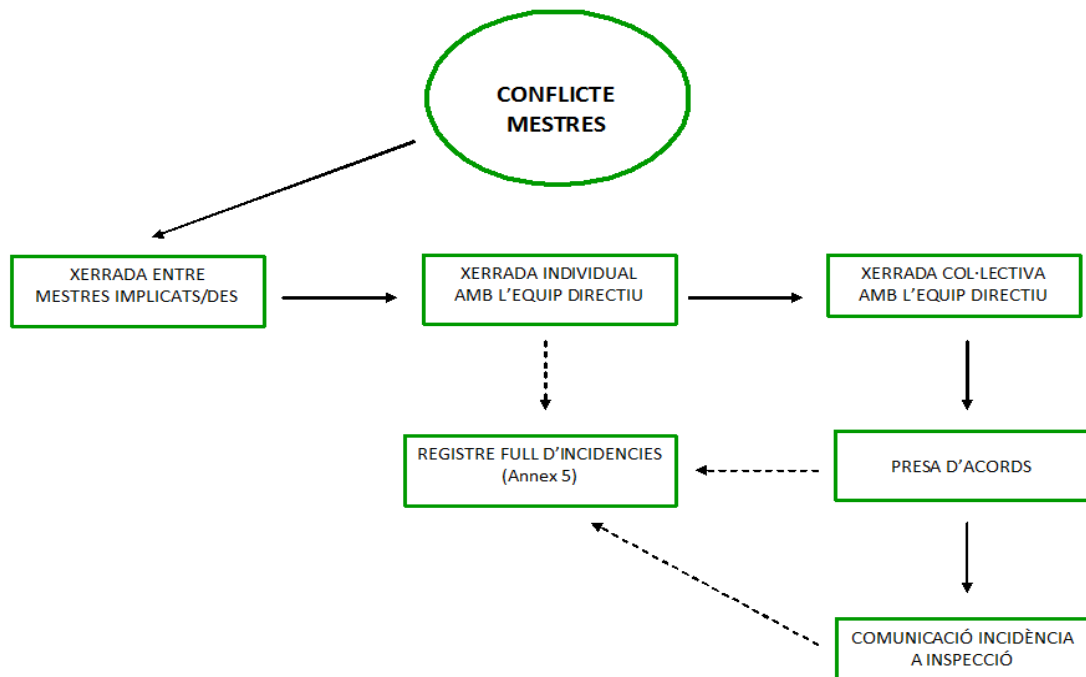 CONFLICTE
MESTRES
XERRADA ENTRE
MESTRES IMPLICATS/DES
XERRADA INDIVIDUAL
AMB L'EQUIP DIRECTIU
XERRADA COL·LECTIVA
AMB L'EQUIP DIRECTIU
REGISTRE FULL D'INCIDENCIES
(Annex 5)
PRESA D'ACORDS
COMUNICACIÓ INCIDÈNCIA
A INSPECCIÓ